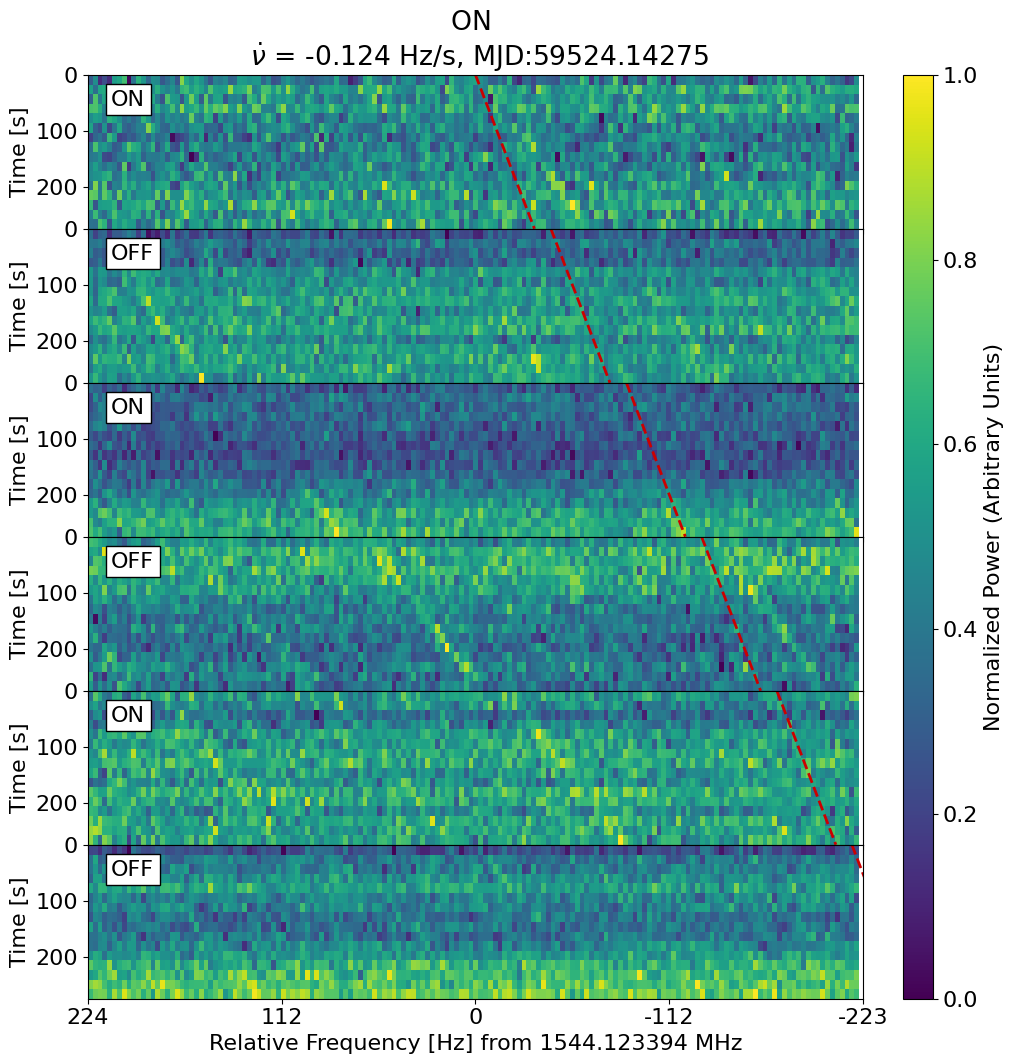 ON
ν̇ = -0.124 Hz/s, MJD:59524.14275
0
ON
100
200
Time [s]
0
OFF
100
200
Time [s]
0
ON
100
200
Time [s]
0
OFF
100
200
Time [s]
0
ON
100
200
Time [s]
0
OFF
100
200
Time [s]
224 112 0 -112 -223
Relative Frequency [Hz] from 1544.123394 MHz
1.0
0.8
0.6
0.4
0.2
0.0
Normalized Power (Arbitrary Units)